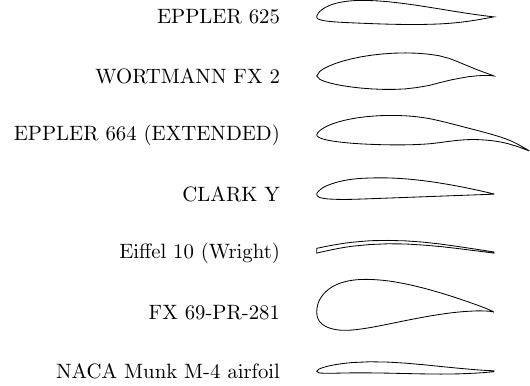 EPPLER 625
WORTMANN FX 2
EPPLER 664 (EXTENDED)
CLARK Y
Eiffel 10 (Wright)
FX 69-PR-281
NACA Munk M-4 airfoil